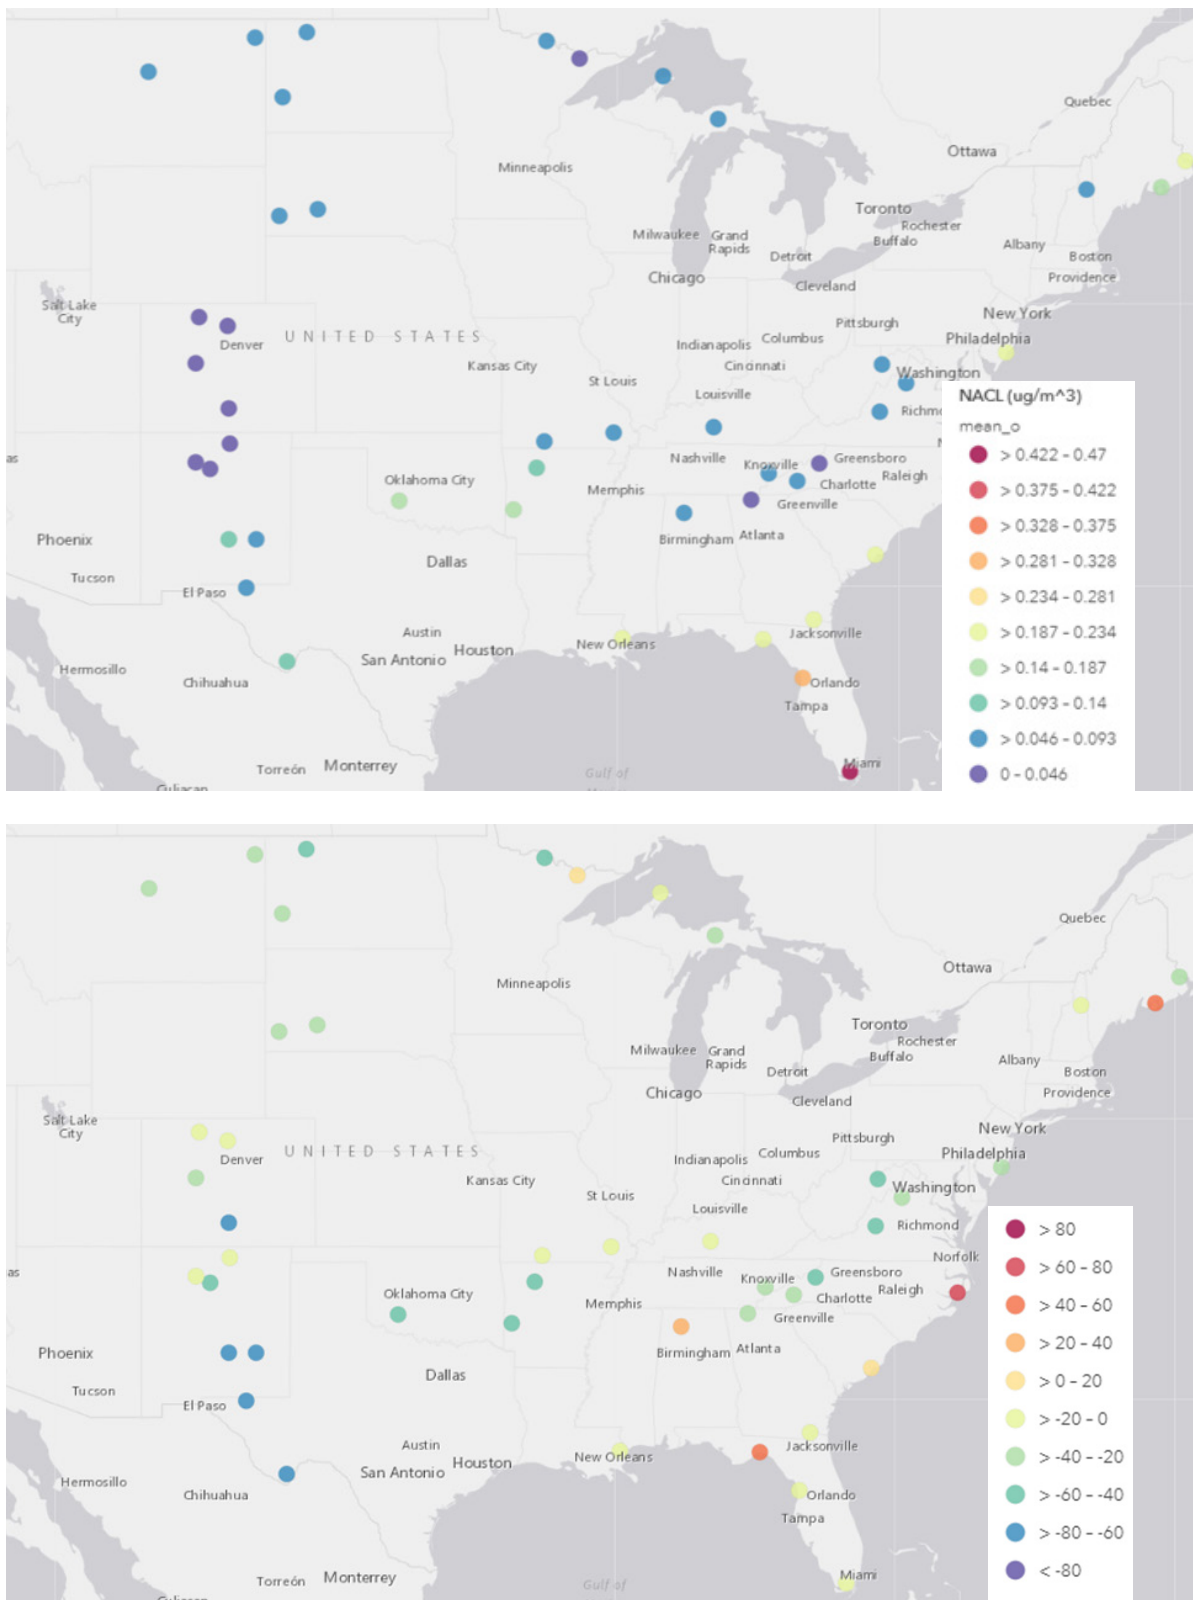 Quebec
Ottawa
Minneapolis
Toronto
Rochester
Milwaukee
Grand
Rapids
Buffalo
Albany
Detroit
Boston
Chicago
Cleveland
Providence
Salt Lake
City
New York
Pittsburgh
Denver
UNITED STATES
Indianapolis
Columbus
Philadelphia
Kansas City
Cincinnati
Washington
St Louis
Louisville
NACL (ug/m^3)
Richmo
mean_o
as
Nashville
Knoxville
Greensboro
> 0.422 - 0.47
Oklahoma City
Memphis
Charlotte
Raleigh
> 0.375 - 0.422
Greenville
Phoenix
Birmingham
Atlanta
> 0.328 - 0.375
Dallas
> 0.281 - 0.328
Tucson
El Paso
> 0.234 - 0.281
Austin
Jacksonville
> 0.187 - 0.234
New Orleans
Houston
San Antonio
Hermosillo
> 0.14 - 0.187
Chihuahua
Orlando
Tampa
> 0.093 - 0.14
> 0.046 - 0.093
Torreón
Monterrey
Miami
Gulf of
0 - 0.046
Culiacan
Quebec
Ottawa
Minneapolis
Toronto
Rochester
Milwaukee
Grand
Rapids
Buffalo
Albany
Detroit
Boston
Chicago
Cleveland
Providence
Salt Lake
City
New York
Pittsburgh
Denver
UNITED STATES
Indianapolis
Columbus
Philadelphia
Kansas City
Cincinnati
Washington
St Louis
Louisville
Richmond
> 80
Norfolk
as
Nashville
Knoxville
Greensboro
> 60 - 80
Oklahoma City
Memphis
Charlotte
Raleigh
> 40 - 60
Greenville
Phoenix
Birmingham
Atlanta
> 20 - 40
Dallas
> 0 - 20
Tucson
El Paso
> -20 - 0
Austin
Jacksonville
New Orleans
Houston
> -40 - -20
San Antonio
Hermosillo
Chihuahua
Orlando
> -60 - -40
Tampa
> -80 - -60
Torreón
Monterrey
Miami
Gulf of
< -80